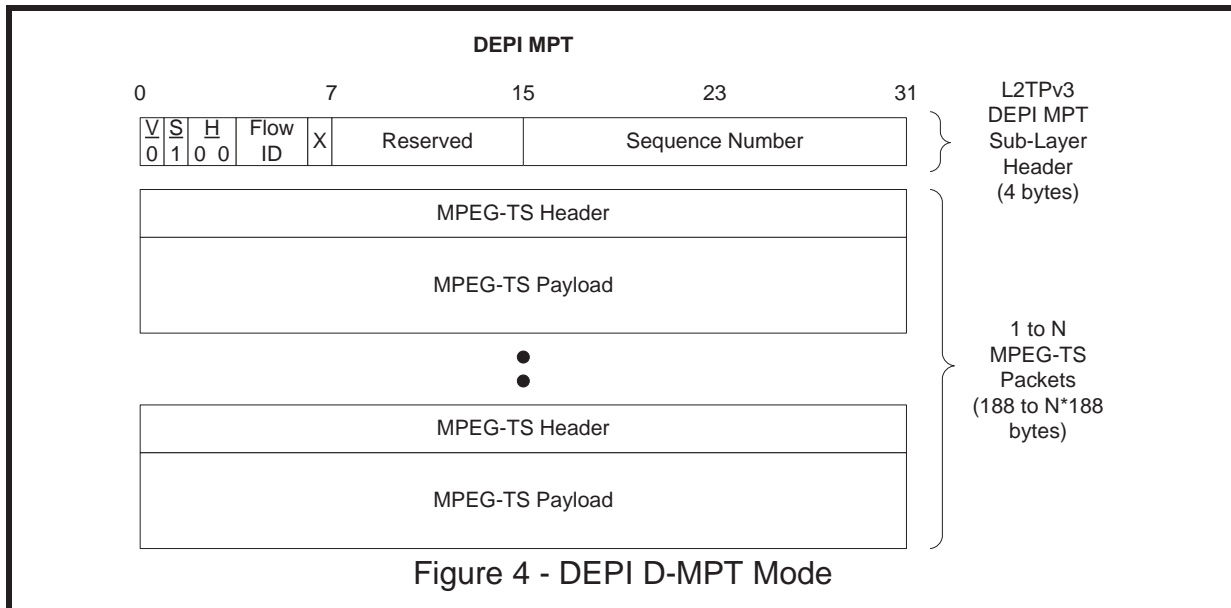 DEPI MPT
0 7 15 23 31
V S H Flow ID X Reserved Sequence Number
0 1 0 0
L2TPv3
DEPI MPT
Sub-Layer
Header
(4 bytes)
MPEG-TS Header
MPEG-TS Payload
MPEG-TS Header
MPEG-TS Payload
1 to N
MPEG-TS
Packets
(188 to N*188
bytes)
Figure 4 - DEPI D-MPT Mode